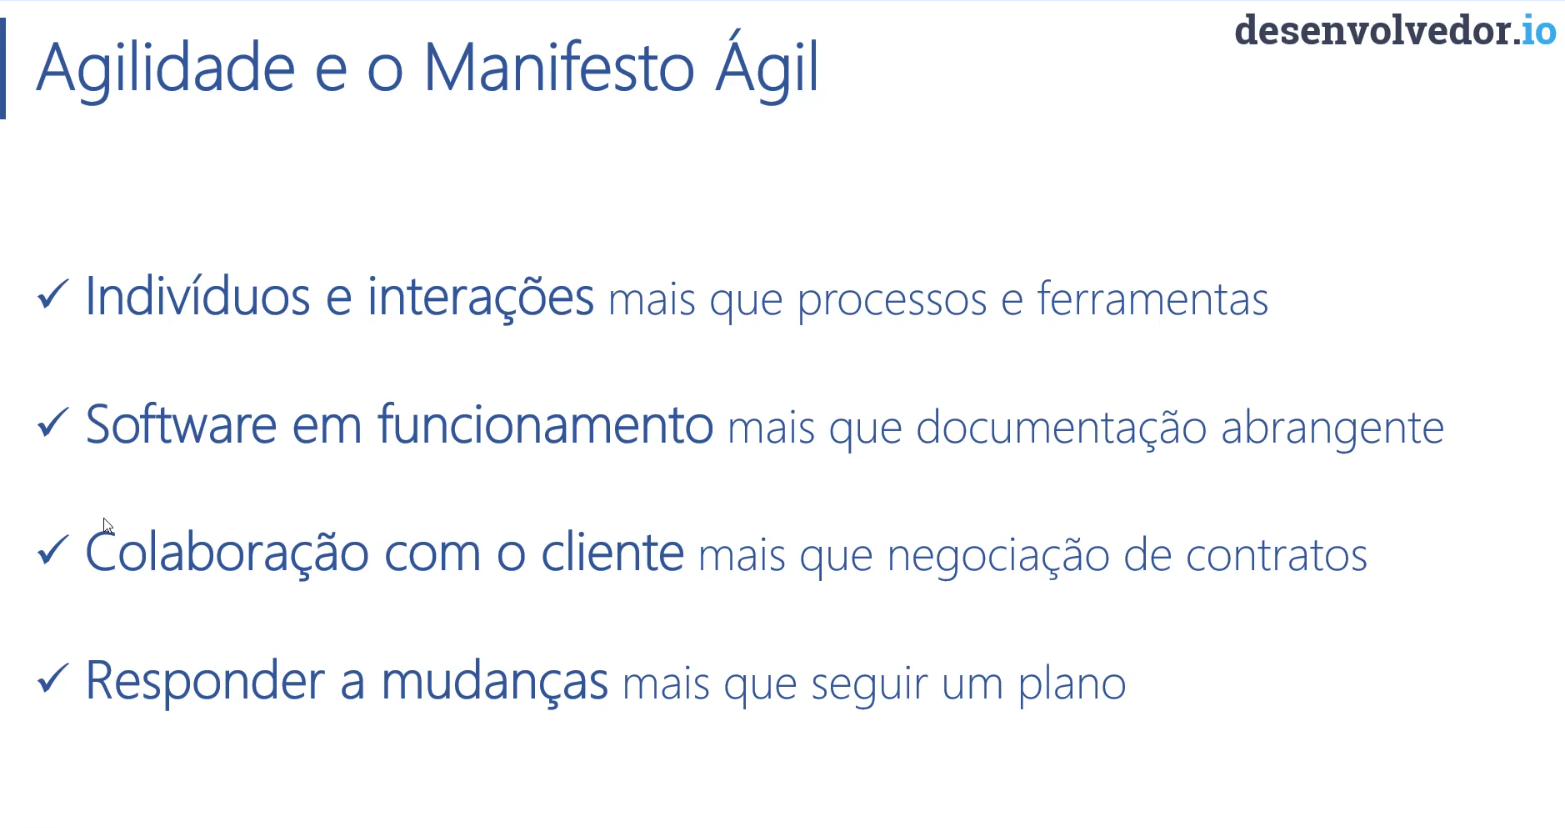 desenvolvedor.io
Agilidade e o Manifesto Ágil
✓ Indivíduos e interações mais que processos e ferramentas
✓ Software em funcionamento mais que documentação abrangente
✓ Colaboração com o cliente mais que negociação de contratos
✓ Responder a mudanças mais que seguir um plano